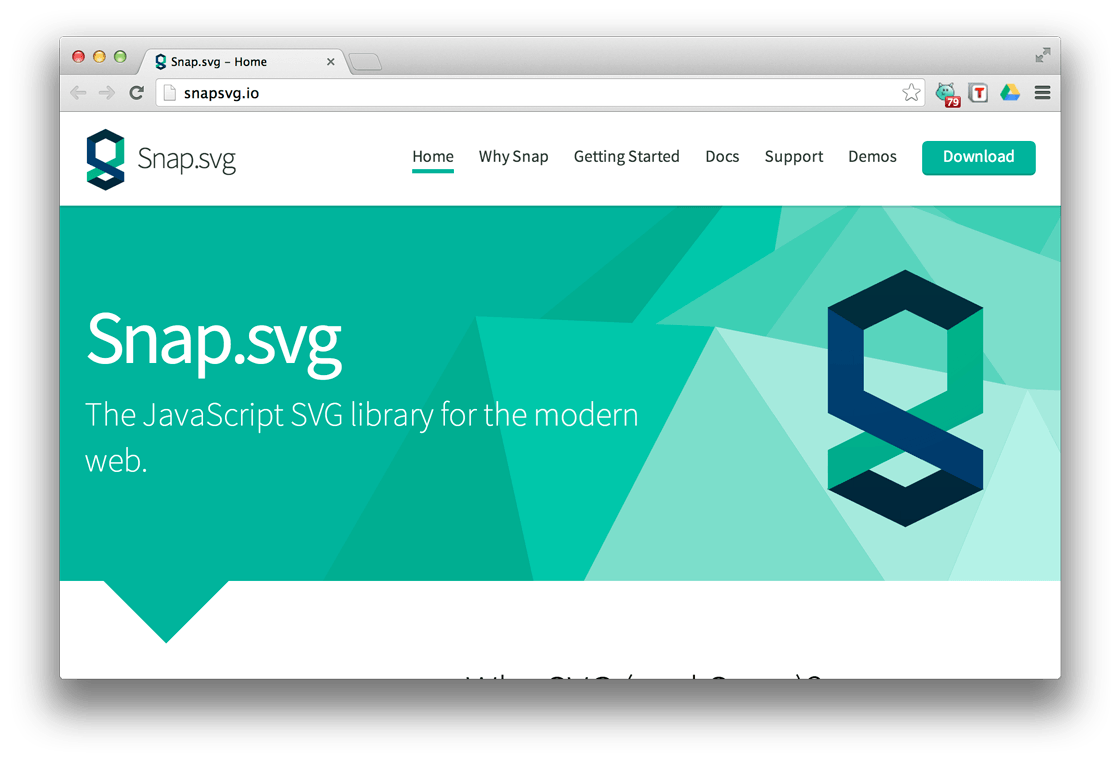 Snap.svg – Home
snapsvg.io
79
T
Snap.svg
Home
Why Snap
Getting Started
Docs
Support
Demos
Download
Snap.svg
The JavaScript SVG library for the modern
web.